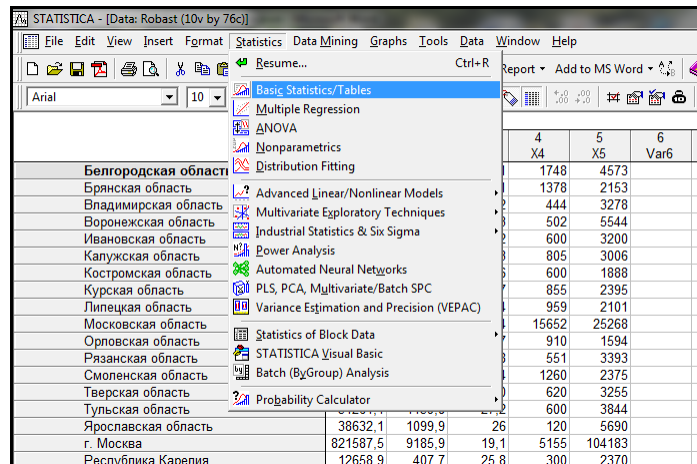 STATISTICA - [Data: Robast (10v by 76c)]
File Edit View Insert Format Statistics Data Mining Graphs Tools Data Window Help
Resume... Ctrl+R
Report Add to MS Word
Arial 10
Basic Statistics/Tables
Multiple Regression
ANOVA
Nonparametrics
Distribution Fitting
Advanced Linear/Nonlinear Models
Multivariate Exploratory Techniques
Industrial Statistics & Six Sigma
Power Analysis
Automated Neural Networks
PLS, PCA, Multivariate/Batch SPC
Variance Estimation and Precision (VEPAC)
Statistics of Block Data
STATISTICA Visual Basic
Batch (ByGroup) Analysis
Probability Calculator
4 5 6
X4 X5 Var6
Белгородская 1748 4573
Брянская область 1378 2153
Владимирская область 444 3278
Воронежская область 502 5544
Ивановская область 600 3200
Калужская область 805 3006
Костромская область 600 1888
Курская область 855 2395
Липецкая область 959 2101
Московская область 15652 25268
Орловская область 910 1594
Рязанская область 551 3393
Смоленская область 1260 2375
Тверская область 620 3255
Тульская область 600 3844
Ярославская область 38632,1 1099,9 26 120 5690
г. Москва 821587,5 9185,9 19,1 5155 104183
Республика Карелия 12658,9 407,7 25,8 300 2370